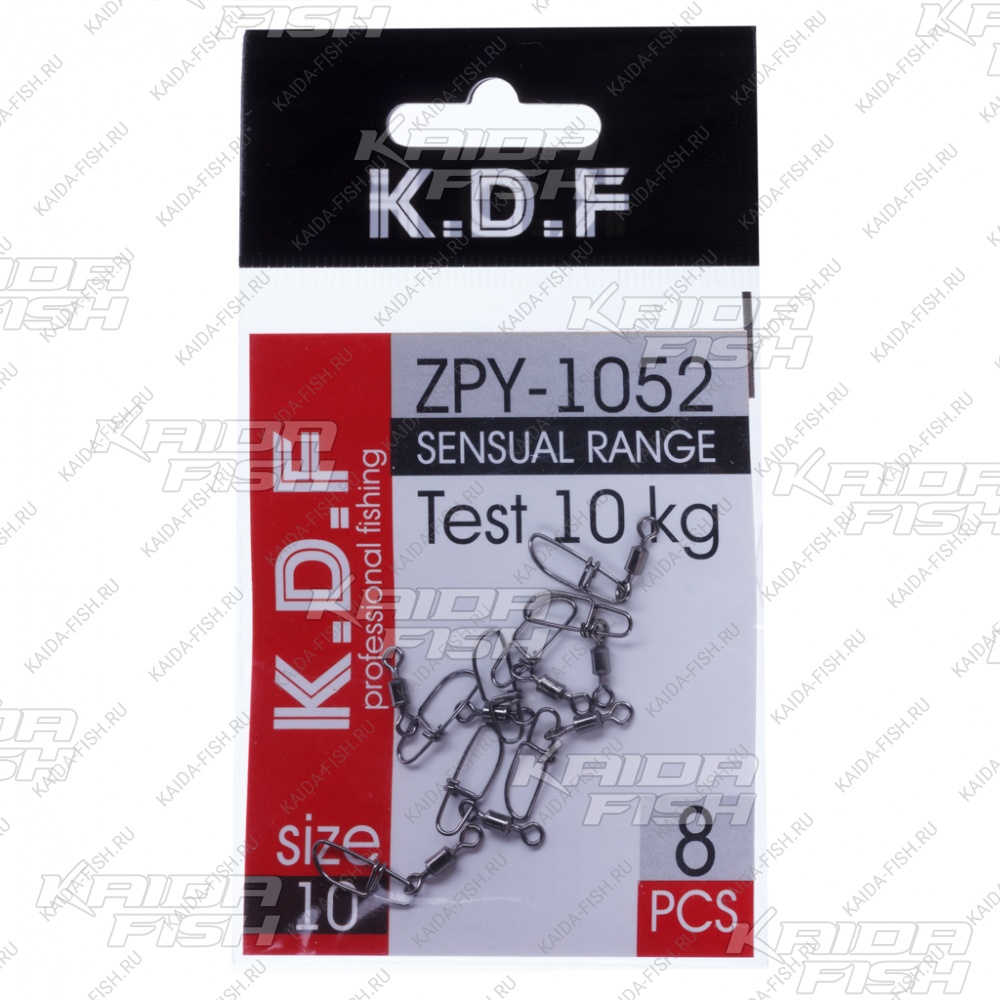 K.D.F
ZPY-1052
SENSUAL RANGE
Test 10 kg
K.D.F
professional fishing
size
10
8
PCS
KAIDA
FISH
KAIDA-FISH.RU